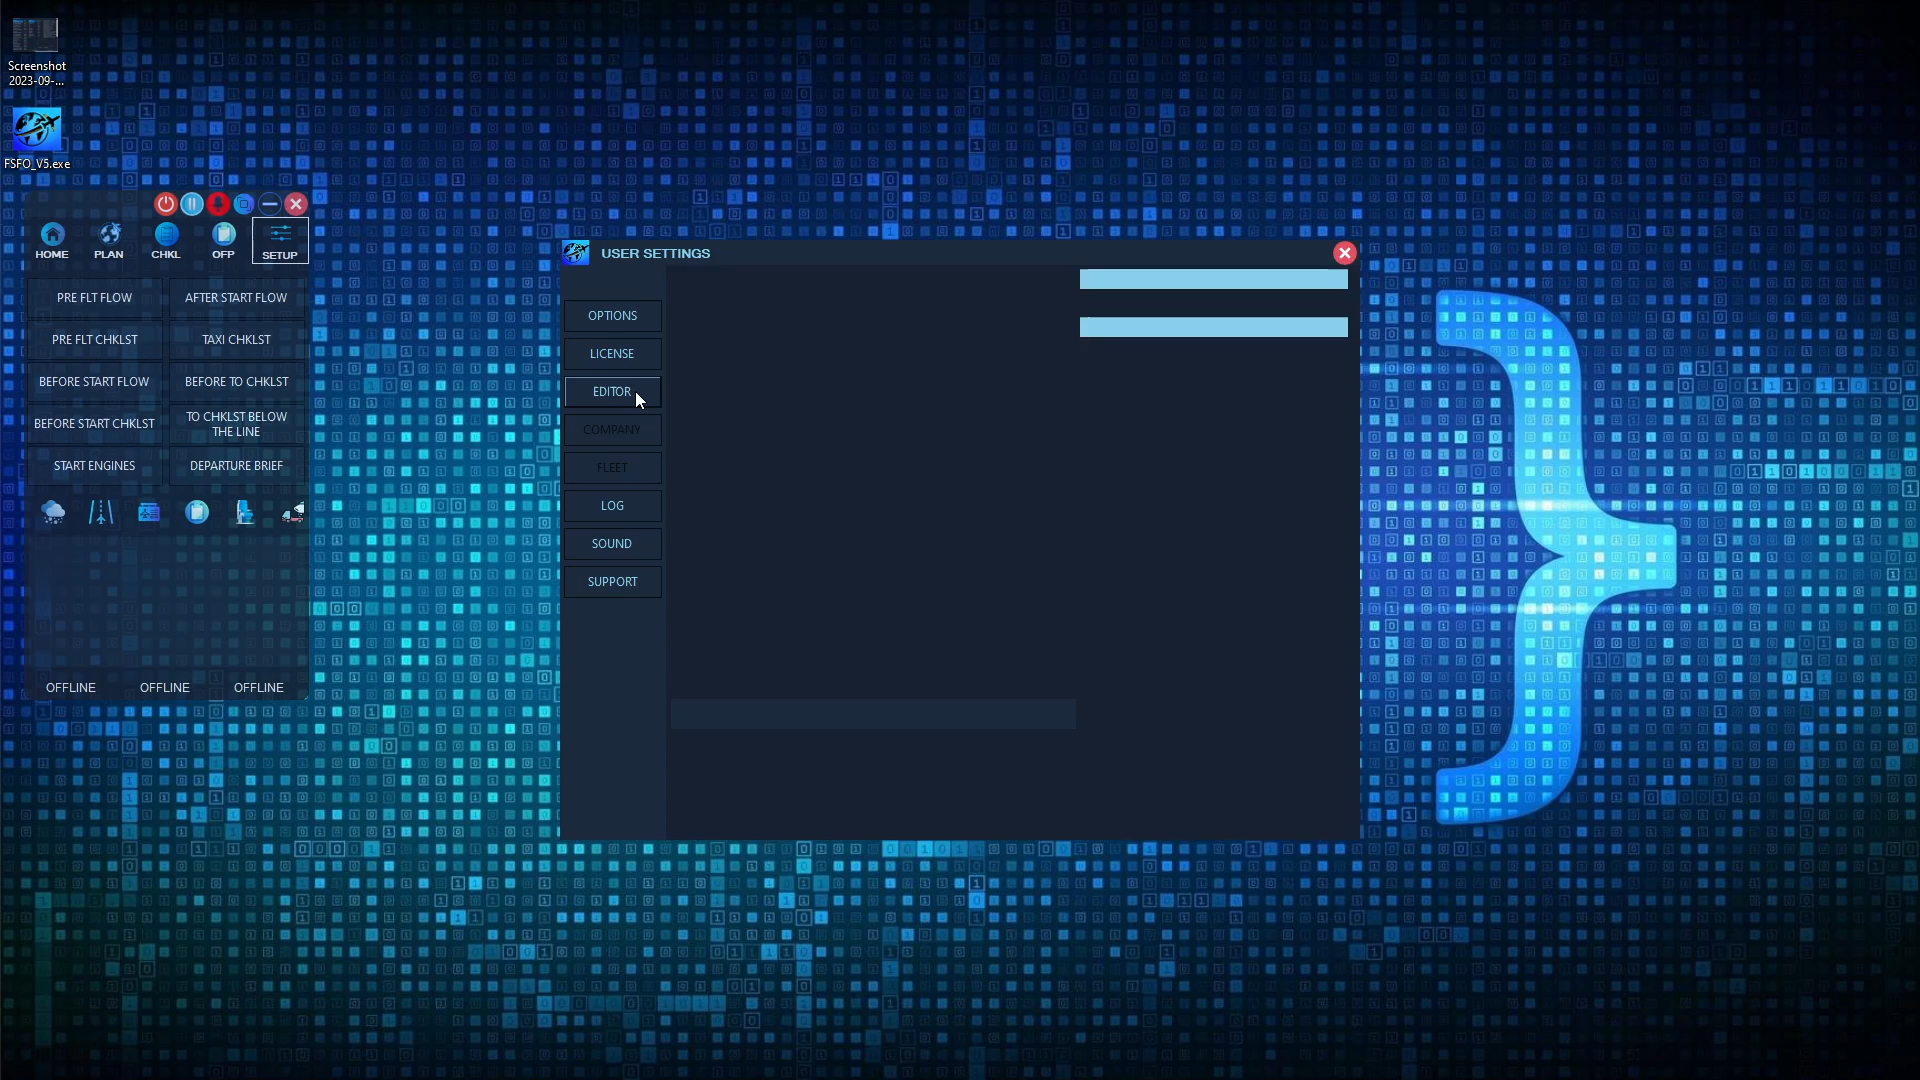 Screenshot
2023-09-...
FSFO_V5.exe
HOME
PLAN
CHKL
OFP
SETUP
PRE FLT FLOW
AFTER START FLOW
PRE FLT CHKLST
TAXI CHKLST
BEFORE START FLOW
BEFORE TO CHKLST
BEFORE START CHKLST
TO CHKLST BELOW
THE LINE
START ENGINES
DEPARTURE BRIEF
OFFLINE
OFFLINE
OFFLINE
USER SETTINGS
OPTIONS
LICENSE
EDITOR
COMPANY
FLEET
LOG
SOUND
SUPPORT